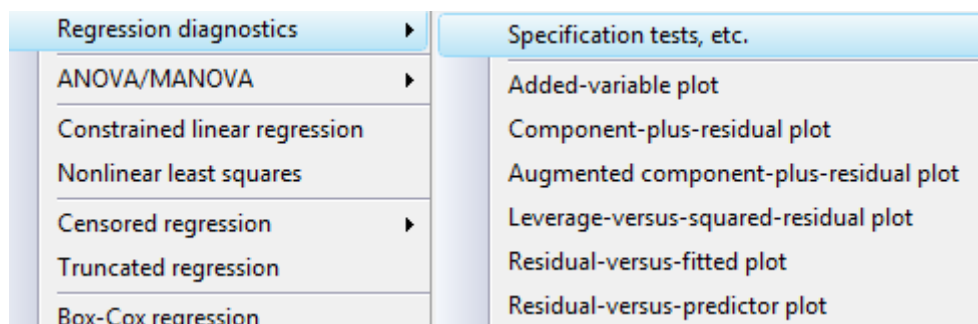 Regression diagnostics
ANOVA/MANOVA
Constrained linear regression
Nonlinear least squares
Censored regression
Truncated regression
Box-Cox regression
Specification tests, etc.
Added-variable plot
Component-plus-residual plot
Augmented component-plus-residual plot
Leverage-versus-squared-residual plot
Residual-versus-fitted plot
Residual-versus-predictor plot